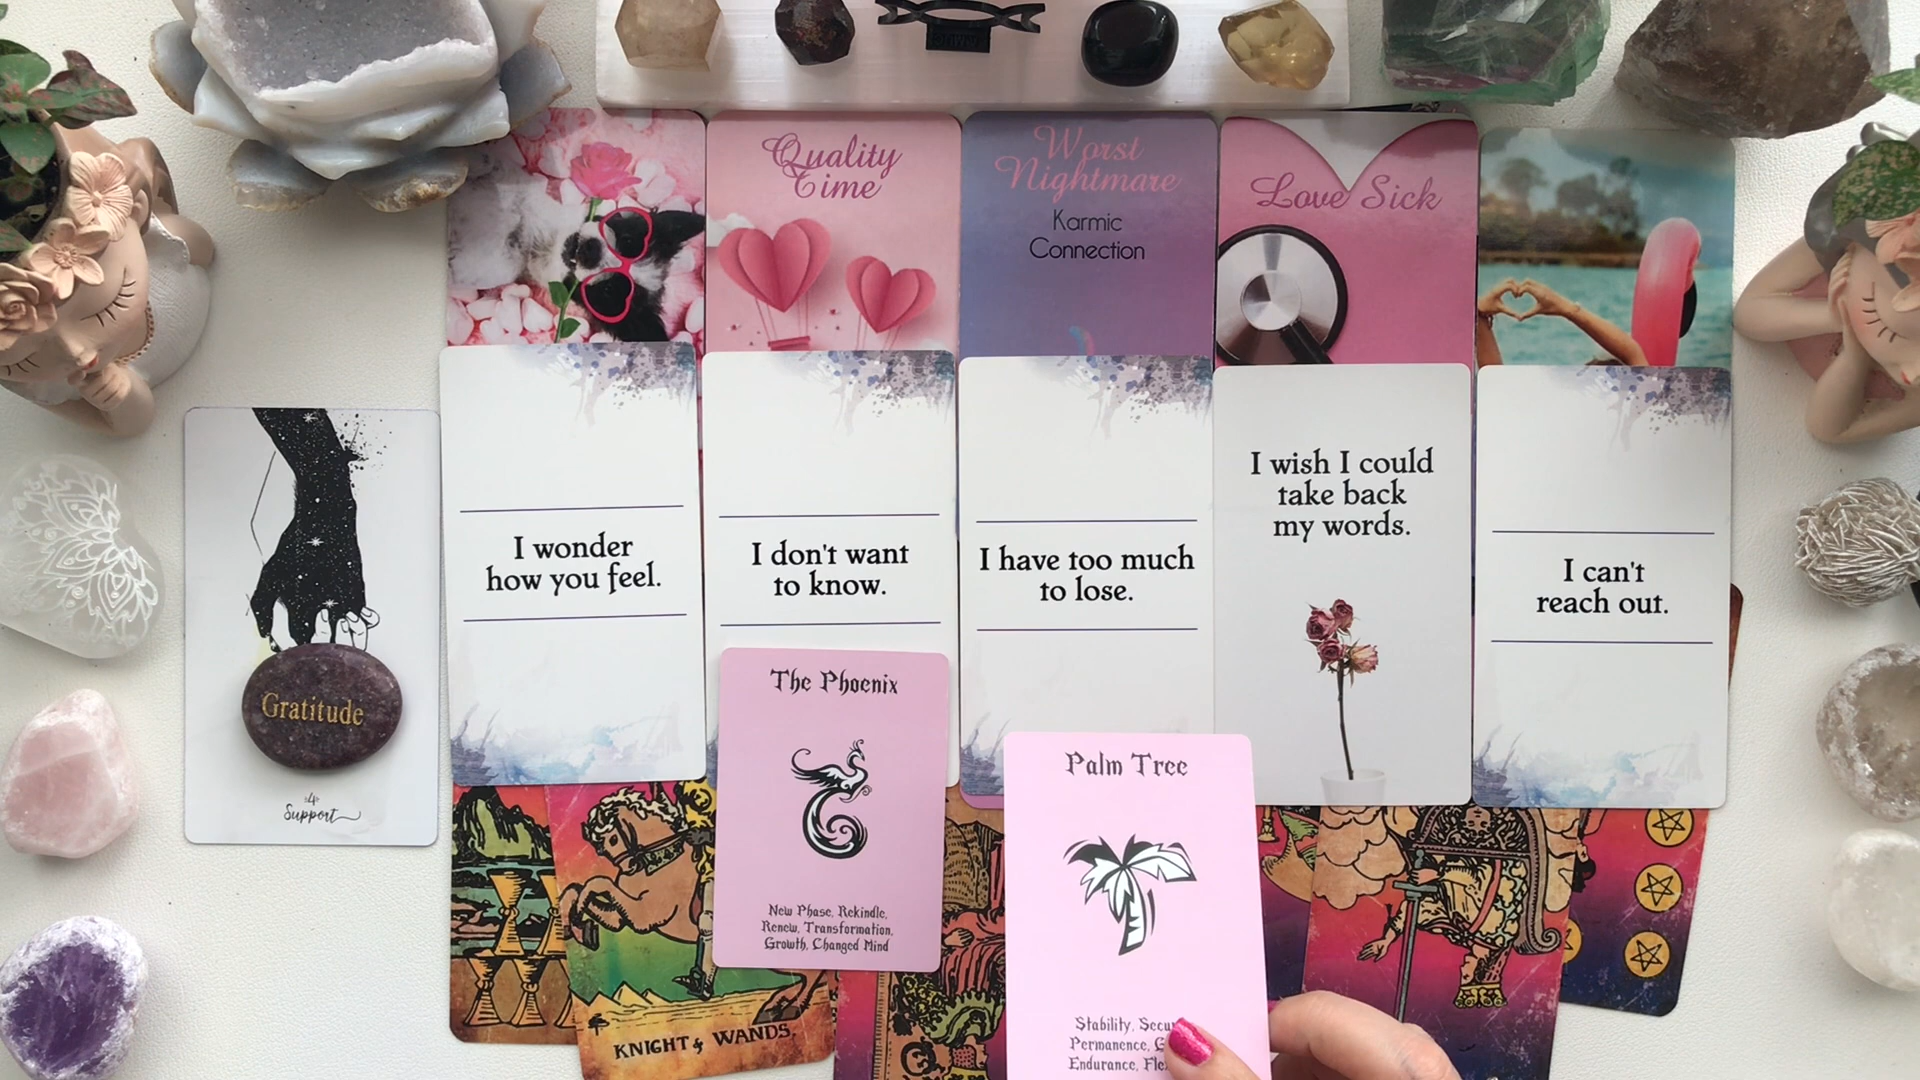 Quality
Time
Worst
Nightmare
Karmic
Connection
Love Sick
I wonder
how you feel.
I don't want
to know.
I have too much
to lose.
I wish I could
take back
my words.
I can't
reach out.
Gratitude
4
Support
The Phoenix
New Phase, Rekindle,
Renew, Transformation,
Growth, Changed Mind
Palm Tree
Stability,
Permanence,
Endurance,
KNIGHT of WANDS.